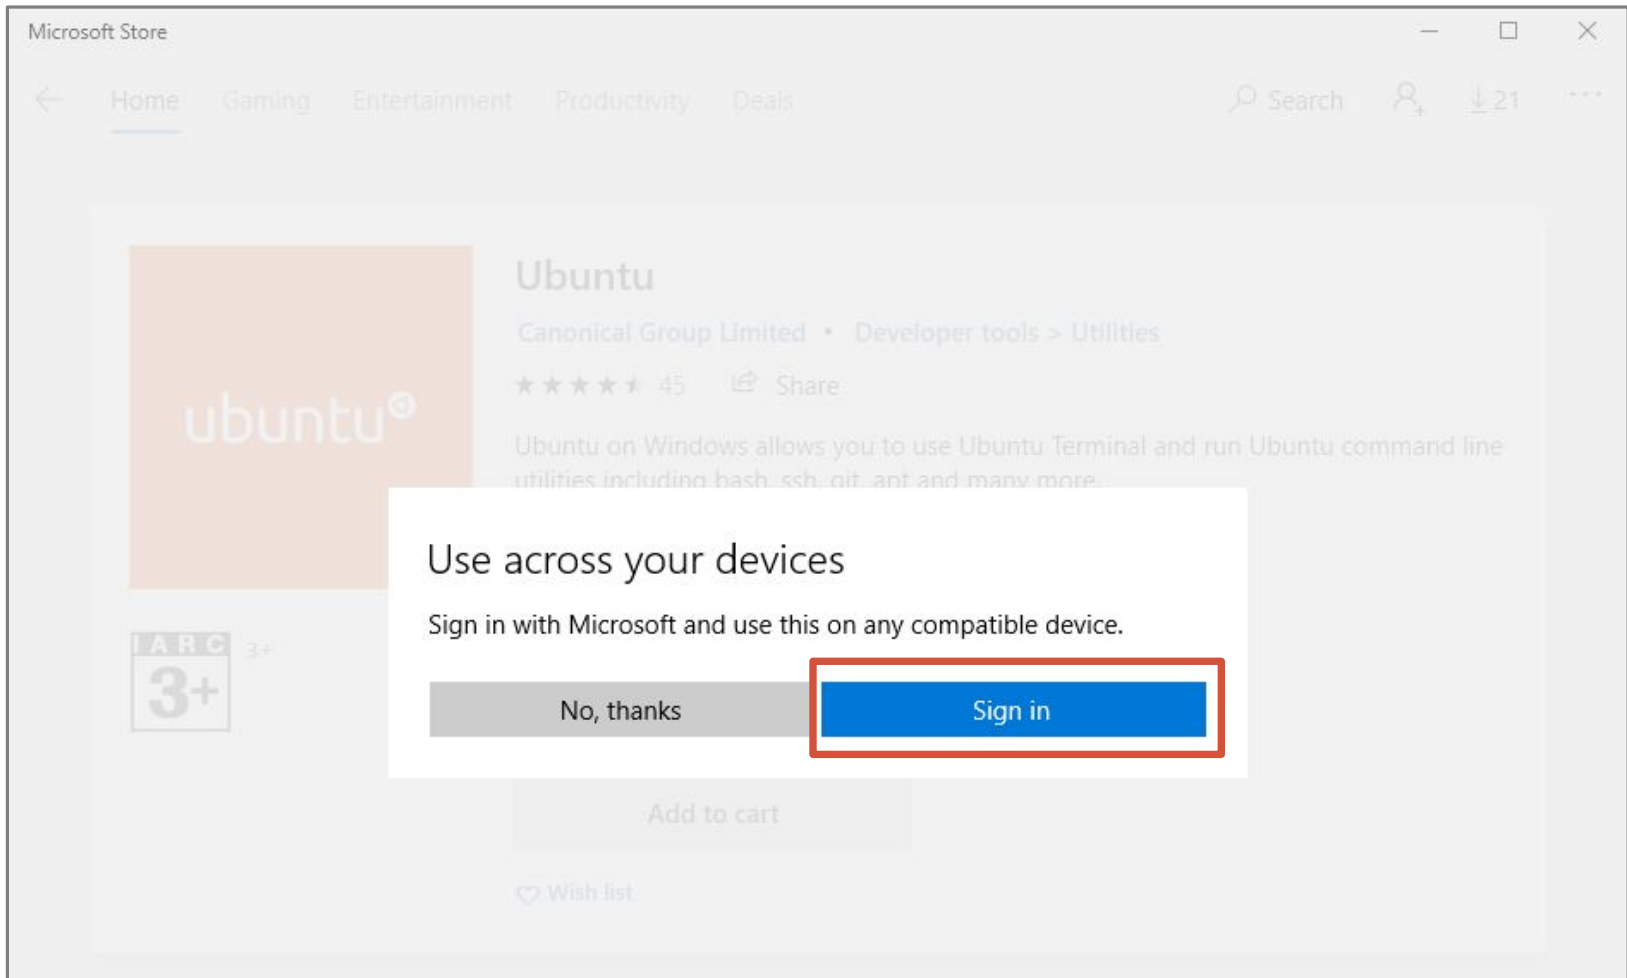 Microsoft Store
Home Gaming Entertainment Productivity Deals Search 21
Ubuntu
Canonical Group Limited • Developer tools > Utilities
45 Share
ubuntu
Ubuntu on Windows allows you to use Ubuntu Terminal and run Ubuntu command line
utilities including bash, ssh, git, apt and many more.
Use across your devices
Sign in with Microsoft and use this on any compatible device.
No, thanks Sign in
IARC 3+
3+
Add to cart
Wish list